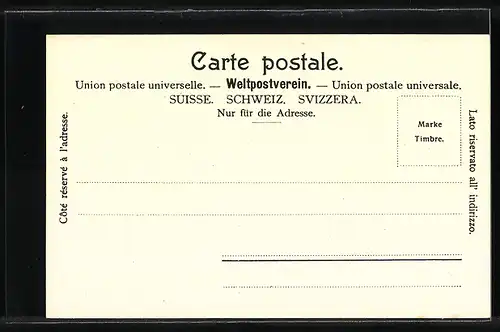 Carte postale.
Union postale universelle. — Weltpostverein. — Union postale universale.
SUISSE. SCHWEIZ. SVIZZERA.
Nur für die Adresse.
Marke
Timbre.
Côté réservé à l'adresse.
Lato riservato all' indirizzo.